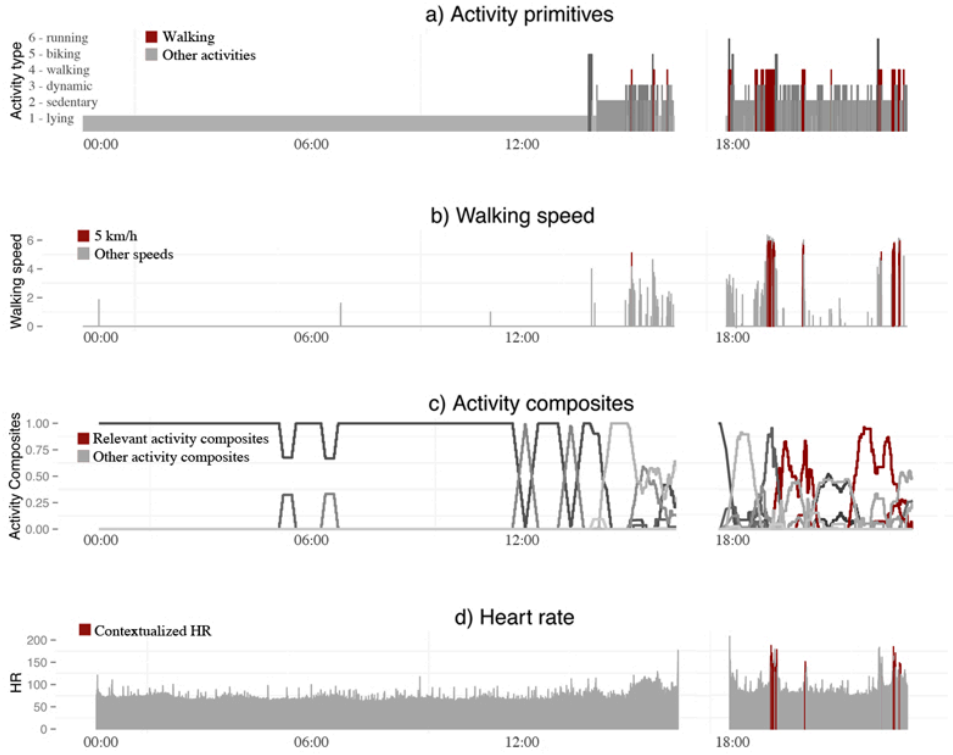 a) Activity primitives
Activity type
6 - running
5 - biking
4 - walking
3 - dynamic
2 - sedentary
1 - lying
Walking
Other activities
00:00 06:00 12:00 18:00
b) Walking speed
Walking speed
6
4
2
0
5 km/h
Other speeds
00:00 06:00 12:00 18:00
c) Activity composites
Activity Composites
1.00
0.75
0.50
0.25
0.00
Relevant activity composites
Other activity composites
00:00 06:00 12:00 18:00
d) Heart rate
HR
200
150
100
50
0
Contextualized HR
00:00 06:00 12:00 18:00